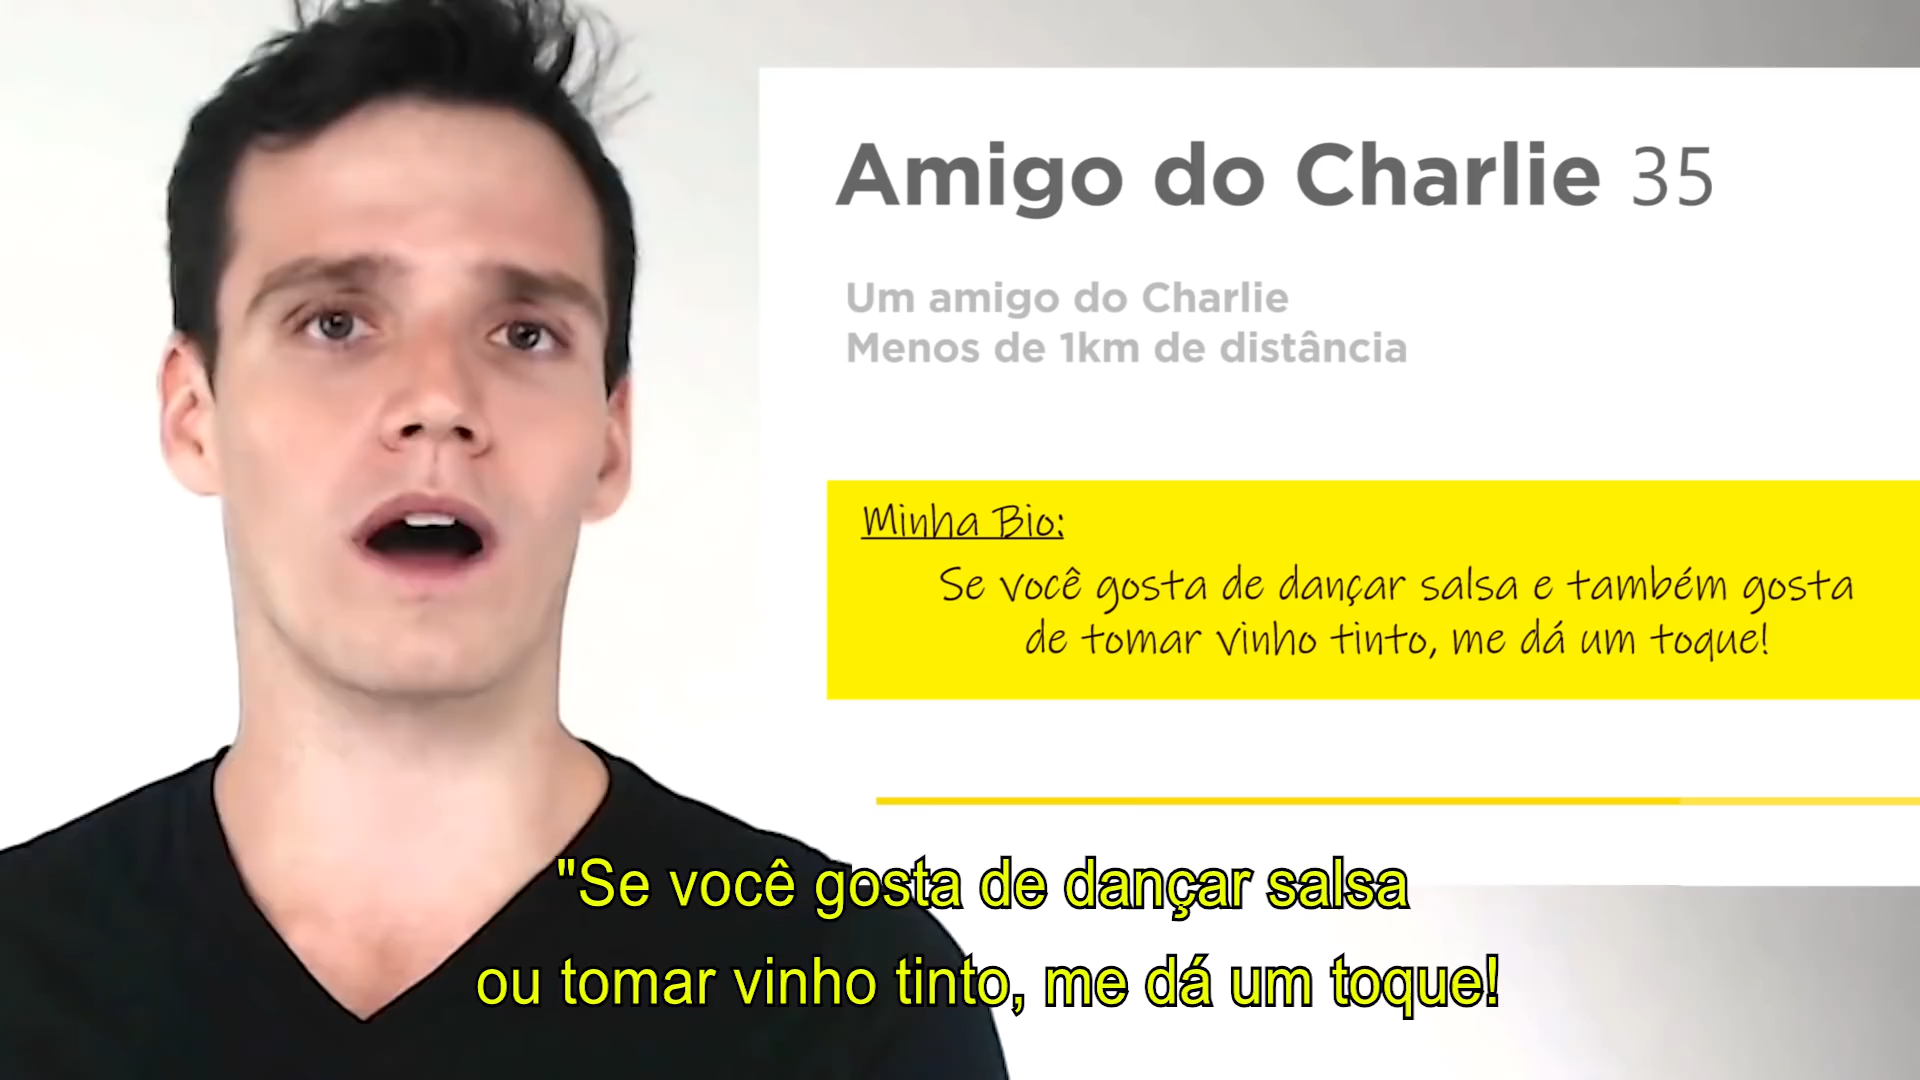 Amigo do Charlie 35
Um amigo do Charlie
Menos de 1km de distância
Minha Bio:
Se você gosta de dançar salsa e também gosta
de tomar vinho tinto, me dá um toque!
"Se você gosta de dançar salsa
ou tomar vinho tinto, me dá um toque!